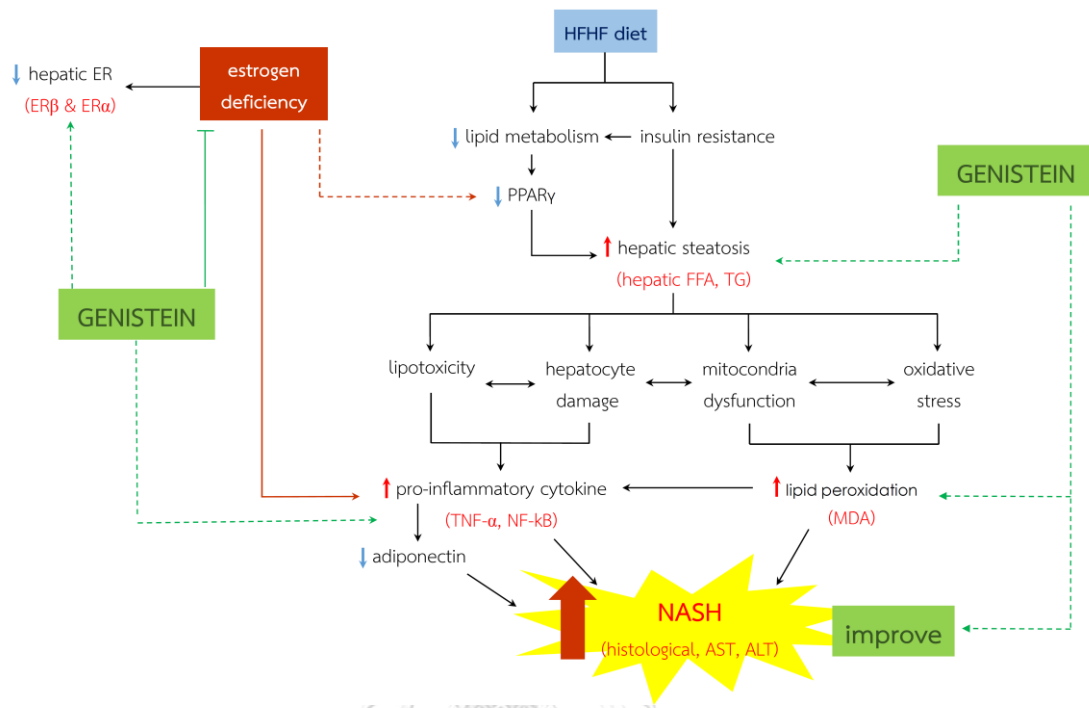 HFHF diet
hepatic ER
(ERβ & ERα)
estrogen
deficiency
lipid metabolism
insulin resistance
PPARγ
GENISTEIN
hepatic steatosis
(hepatic FFA, TG)
GENISTEIN
lipotoxicity
hepatocyte
damage
mitocondria
dysfunction
oxidative
stress
pro-inflammatory cytokine
(TNF-α, NF-kB)
lipid peroxidation
(MDA)
adiponectin
NASH
(histological, AST, ALT)
improve